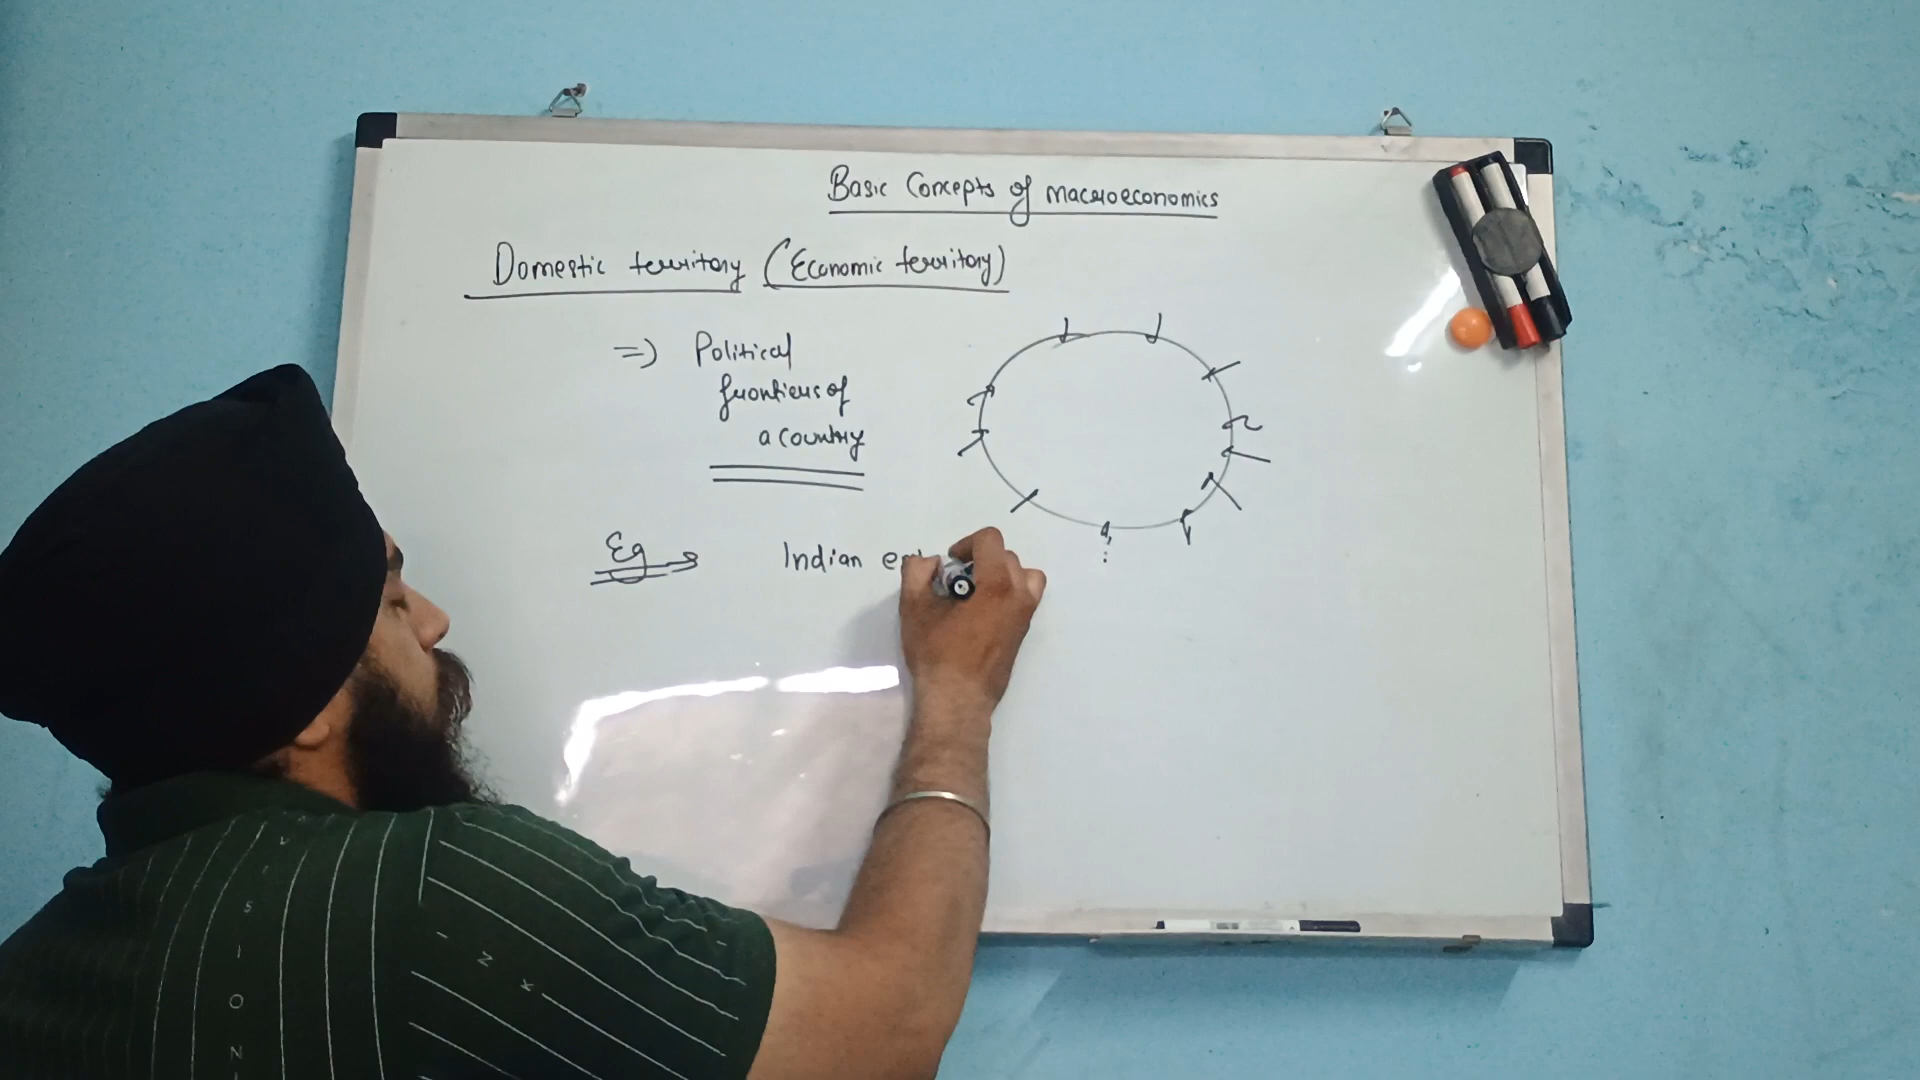 Basic Concepts of macroeconomics
Domestic territory (Economic territory)
=) Political
frontiers of
a country
Eg → Indian